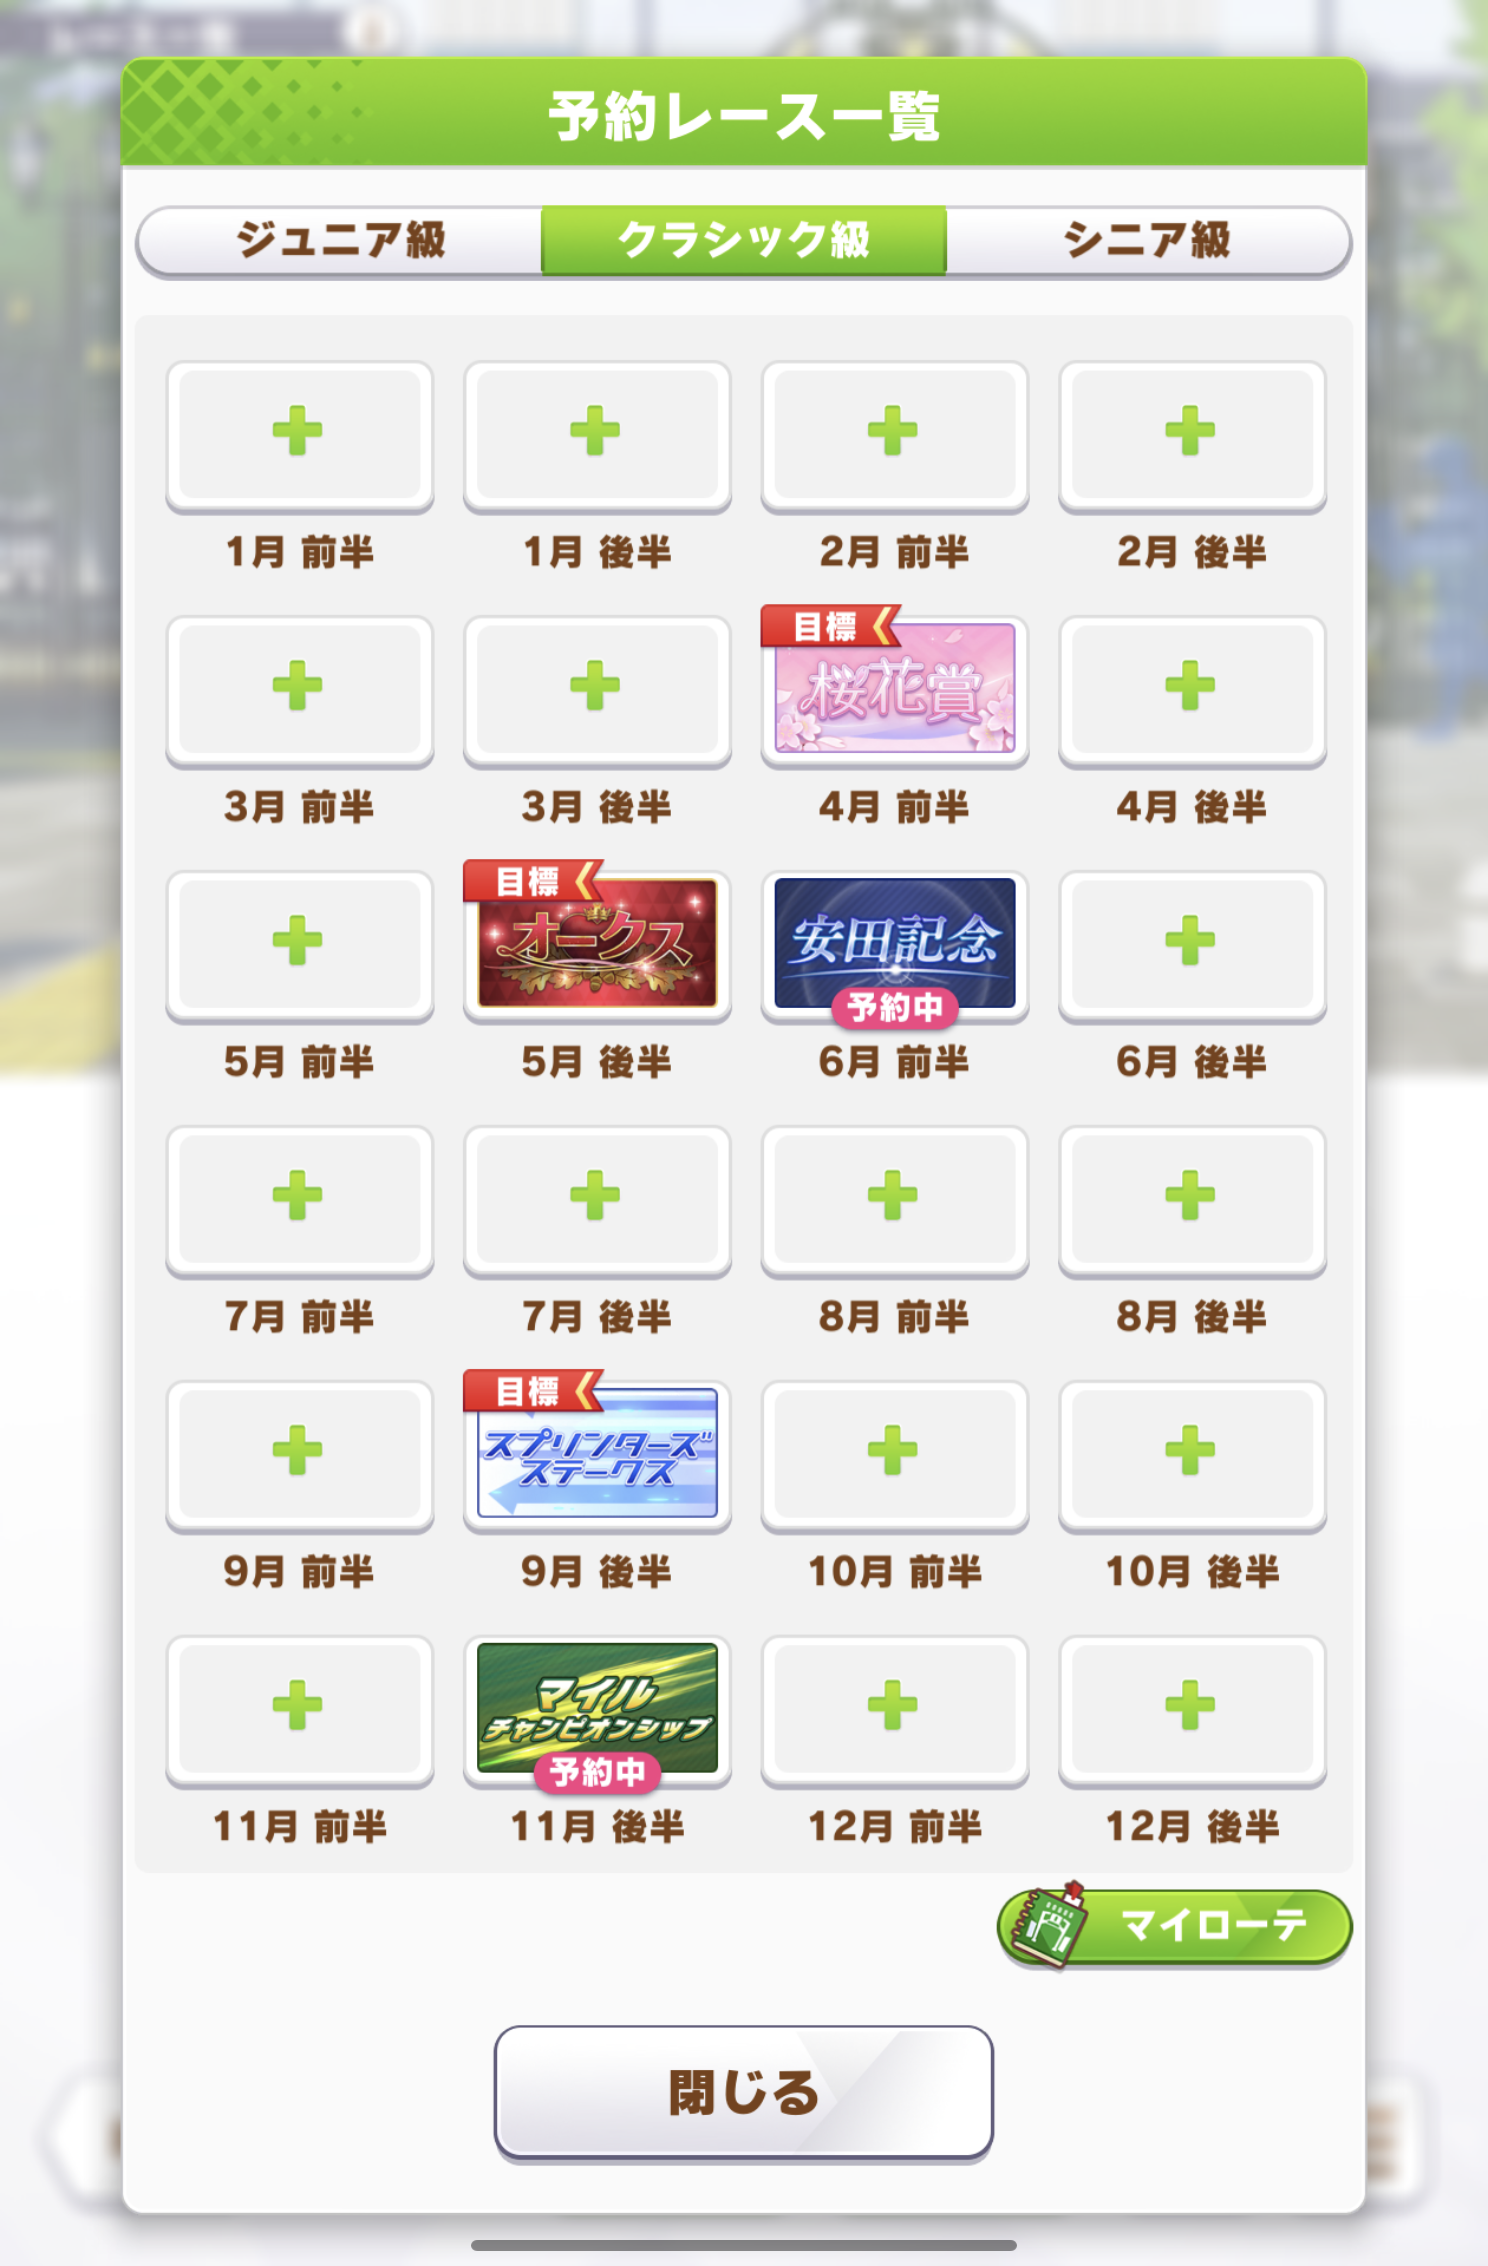 予約レース一覧
ジュニア級 クラシック級 シニア級
1月 前半 1月 後半 2月 前半 2月 後半
目標
桜花賞
3月 前半 3月 後半 4月 前半 4月 後半
目標
オークス 安田記念
予約中
5月 前半 5月 後半 6月 前半 6月 後半
7月 前半 7月 後半 8月 前半 8月 後半
目標
スプリンターズ
ステークス
9月 前半 9月 後半 10月 前半 10月 後半
マイル
チャンピオンシップ
予約中
11月 前半 11月 後半 12月 前半 12月 後半
マイローテ
閉じる